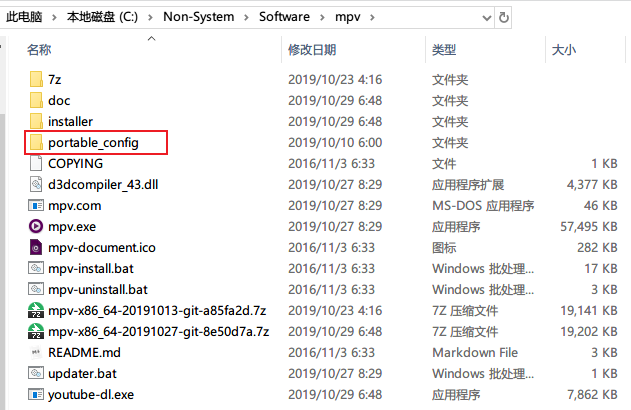 此电脑 > 本地磁盘 (C:) > Non-System > Software > mpv >
名称 修改日期 类型 大小
7z 2019/10/23 4:16 文件夹
doc 2019/10/29 6:48 文件夹
installer 2019/10/29 6:48 文件夹
portable_config 2019/10/10 6:00 文件夹
COPYING 2016/11/3 6:33 文件 1 KB
d3dcompiler_43.dll 2019/10/27 8:29 应用程序扩展 4,377 KB
mpv.com 2019/10/27 8:29 MS-DOS 应用程序 46 KB
mpv.exe 2019/10/27 8:29 应用程序 57,495 KB
mpv-document.ico 2016/11/3 6:33 图标 282 KB
mpv-install.bat 2016/11/3 6:33 Windows 批处理... 17 KB
mpv-uninstall.bat 2016/11/3 6:33 Windows 批处理... 3 KB
mpv-x86_64-20191013-git-a85fa2d.7z 2019/10/23 4:16 7Z 压缩文件 19,141 KB
mpv-x86_64-20191027-git-8e50d7a.7z 2019/10/29 6:48 7Z 压缩文件 19,202 KB
README.md 2016/11/3 6:33 Markdown File 3 KB
updater.bat 2019/10/27 8:29 Windows 批处理... 1 KB
youtube-dl.exe 2019/10/29 6:48 应用程序 7,862 KB